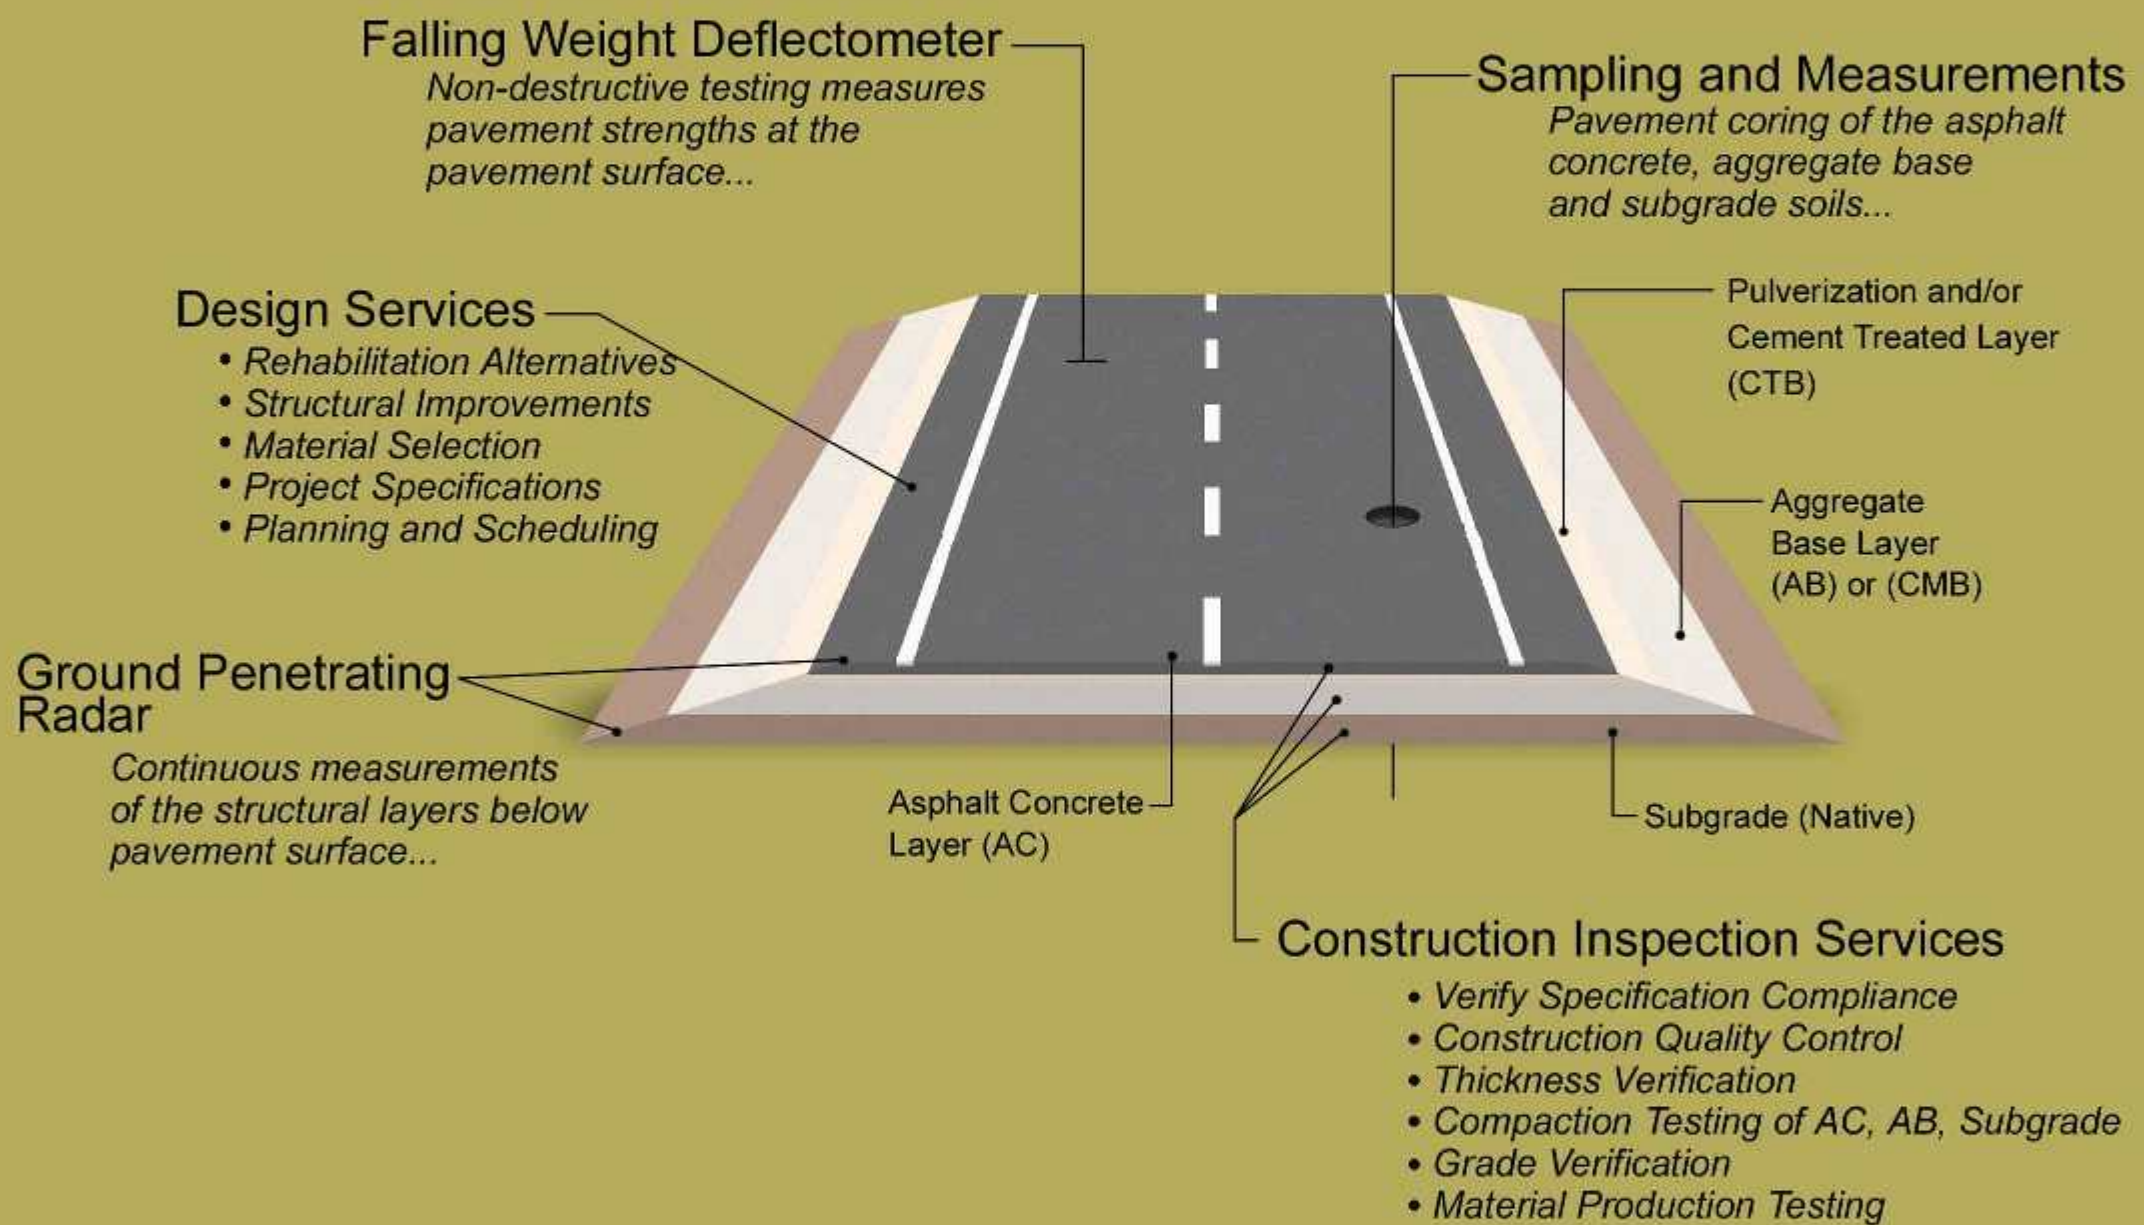 Falling Weight Deflectometer
Non-destructive testing measures
pavement strengths at the
pavement surface...
Sampling and Measurements
Pavement coring of the asphalt
concrete, aggregate base
and subgrade soils...
Design Services
• Rehabilitation Alternatives
• Structural Improvements
• Material Selection
• Project Specifications
• Planning and Scheduling
Pulverization and/or
Cement Treated Layer
(CTB)
Aggregate
Base Layer
(AB) or (CMB)
Ground Penetrating
Radar
Continuous measurements
of the structural layers below
pavement surface...
Asphalt Concrete
Layer (AC)
Subgrade (Native)
Construction Inspection Services
• Verify Specification Compliance
• Construction Quality Control
• Thickness Verification
• Compaction Testing of AC, AB, Subgrade
• Grade Verification
• Material Production Testing